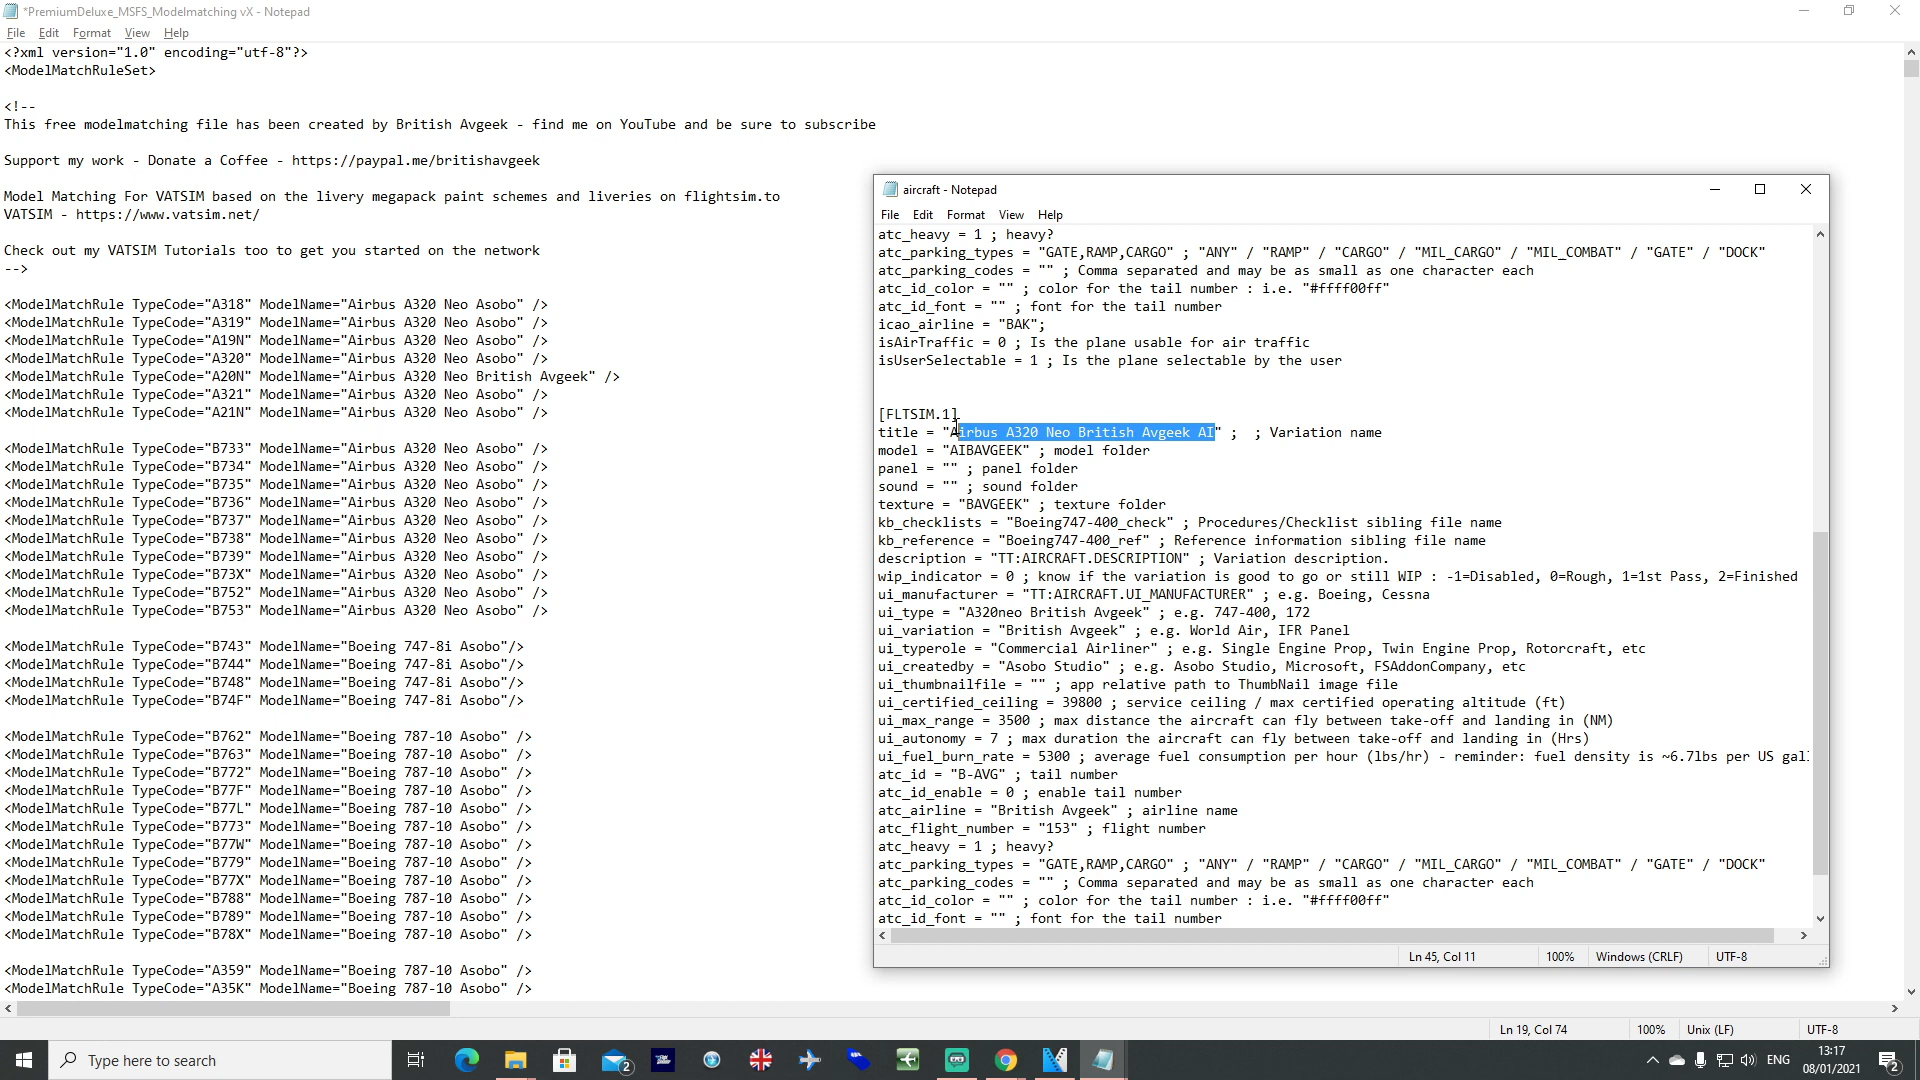 *PremiumDeluxe_MSFS_Modelmatching vX - Notepad
File Edit Format View Help
<?xml version="1.0" encoding="utf-8"?>
<ModelMatchRuleSet>
<!--
This free modelmatching file has been created by British Avgeek - find me on YouTube and be sure to subscribe
Support my work - Donate a Coffee - https://paypal.me/britishavgeek
Model Matching For VATSIM based on the livery megapack paint schemes and liveries on flightsim.to
VATSIM - https://www.vatsim.net/
Check out my VATSIM Tutorials too to get you started on the network
-->
<ModelMatchRule TypeCode="A318" ModelName="Airbus A320 Neo Asobo" />
<ModelMatchRule TypeCode="A319" ModelName="Airbus A320 Neo Asobo" />
<ModelMatchRule TypeCode="A19N" ModelName="Airbus A320 Neo Asobo" />
<ModelMatchRule TypeCode="A320" ModelName="Airbus A320 Neo Asobo" />
<ModelMatchRule TypeCode="A20N" ModelName="Airbus A320 Neo British Avgeek" />
<ModelMatchRule TypeCode="A321" ModelName="Airbus A320 Neo Asobo" />
<ModelMatchRule TypeCode="A21N" ModelName="Airbus A320 Neo Asobo" />
<ModelMatchRule TypeCode="B733" ModelName="Airbus A320 Neo Asobo" />
<ModelMatchRule TypeCode="B734" ModelName="Airbus A320 Neo Asobo" />
<ModelMatchRule TypeCode="B735" ModelName="Airbus A320 Neo Asobo" />
<ModelMatchRule TypeCode="B736" ModelName="Airbus A320 Neo Asobo" />
<ModelMatchRule TypeCode="B737" ModelName="Airbus A320 Neo Asobo" />
<ModelMatchRule TypeCode="B738" ModelName="Airbus A320 Neo Asobo" />
<ModelMatchRule TypeCode="B739" ModelName="Airbus A320 Neo Asobo" />
<ModelMatchRule TypeCode="B73X" ModelName="Airbus A320 Neo Asobo" />
<ModelMatchRule TypeCode="B752" ModelName="Airbus A320 Neo Asobo" />
<ModelMatchRule TypeCode="B753" ModelName="Airbus A320 Neo Asobo" />
<ModelMatchRule TypeCode="B743" ModelName="Boeing 747-8i Asobo"/>
<ModelMatchRule TypeCode="B744" ModelName="Boeing 747-8i Asobo"/>
<ModelMatchRule TypeCode="B748" ModelName="Boeing 747-8i Asobo"/>
<ModelMatchRule TypeCode="B74F" ModelName="Boeing 747-8i Asobo"/>
<ModelMatchRule TypeCode="B762" ModelName="Boeing 787-10 Asobo" />
<ModelMatchRule TypeCode="B763" ModelName="Boeing 787-10 Asobo" />
<ModelMatchRule TypeCode="B772" ModelName="Boeing 787-10 Asobo" />
<ModelMatchRule TypeCode="B77F" ModelName="Boeing 787-10 Asobo" />
<ModelMatchRule TypeCode="B77L" ModelName="Boeing 787-10 Asobo" />
<ModelMatchRule TypeCode="B773" ModelName="Boeing 787-10 Asobo" />
<ModelMatchRule TypeCode="B77W" ModelName="Boeing 787-10 Asobo" />
<ModelMatchRule TypeCode="B779" ModelName="Boeing 787-10 Asobo" />
<ModelMatchRule TypeCode="B77X" ModelName="Boeing 787-10 Asobo" />
<ModelMatchRule TypeCode="B788" ModelName="Boeing 787-10 Asobo" />
<ModelMatchRule TypeCode="B789" ModelName="Boeing 787-10 Asobo" />
<ModelMatchRule TypeCode="B78X" ModelName="Boeing 787-10 Asobo" />
<ModelMatchRule TypeCode="A359" ModelName="Boeing 787-10 Asobo" />
<ModelMatchRule TypeCode="A35K" ModelName="Boeing 787-10 Asobo" />
Ln 19, Col 74 100% Unix (LF) UTF-8
aircraft - Notepad
File Edit Format View Help
atc_heavy = 1 ; heavy?
atc_parking_types = "GATE,RAMP,CARGO" ; "ANY" / "RAMP" / "CARGO" / "MIL_CARGO" / "MIL_COMBAT" / "GATE" / "DOCK"
atc_parking_codes = "" ; Comma separated and may be as small as one character each
atc_id_color = "" ; color for the tail number : i.e. "#ffff00ff"
atc_id_font = "" ; font for the tail number
icao_airline = "BAK";
isAirTraffic = 0 ; Is the plane usable for air traffic
isUserSelectable = 1 ; Is the plane selectable by the user
[FLTSIM.1]
title = "Airbus A320 Neo British Avgeek AI" ;  ; Variation name
model = "AIBAVGEEK" ; model folder
panel = "" ; panel folder
sound = "" ; sound folder
texture = "BAVGEEK" ; texture folder
kb_checklists = "Boeing747-400_check" ; Procedures/Checklist sibling file name
kb_reference = "Boeing747-400_ref" ; Reference information sibling file name
description = "TT:AIRCRAFT.DESCRIPTION" ; Variation description.
wip_indicator = 0 ; know if the variation is good to go or still WIP : -1=Disabled, 0=Rough, 1=1st Pass, 2=Finished
ui_manufacturer = "TT:AIRCRAFT.UI_MANUFACTURER" ; e.g. Boeing, Cessna
ui_type = "A320neo British Avgeek" ; e.g. 747-400, 172
ui_variation = "British Avgeek" ; e.g. World Air, IFR Panel
ui_typerole = "Commercial Airliner" ; e.g. Single Engine Prop, Twin Engine Prop, Rotorcraft, etc
ui_createdby = "Asobo Studio" ; e.g. Asobo Studio, Microsoft, FSAddonCompany, etc
ui_thumbnailfile = "" ; app relative path to ThumbNail image file
ui_certified_ceiling = 39800 ; service ceiling / max certified operating altitude (ft)
ui_max_range = 3500 ; max distance the aircraft can fly between take-off and landing in (NM)
ui_autonomy = 7 ; max duration the aircraft can fly between take-off and landing in (Hrs)
ui_fuel_burn_rate = 5300 ; average fuel consumption per hour (lbs/hr) - reminder: fuel density is ~6.7lbs per US gal
atc_id = "B-AVG" ; tail number
atc_id_enable = 0 ; enable tail number
atc_airline = "British Avgeek" ; airline name
atc_flight_number = "153" ; flight number
atc_heavy = 1 ; heavy?
atc_parking_types = "GATE,RAMP,CARGO" ; "ANY" / "RAMP" / "CARGO" / "MIL_CARGO" / "MIL_COMBAT" / "GATE" / "DOCK"
atc_parking_codes = "" ; Comma separated and may be as small as one character each
atc_id_color = "" ; color for the tail number : i.e. "#ffff00ff"
atc_id_font = "" ; font for the tail number
Ln 45, Col 11 100% Windows (CRLF) UTF-8
Type here to search
2
ENG
13:17
08/01/2021
2